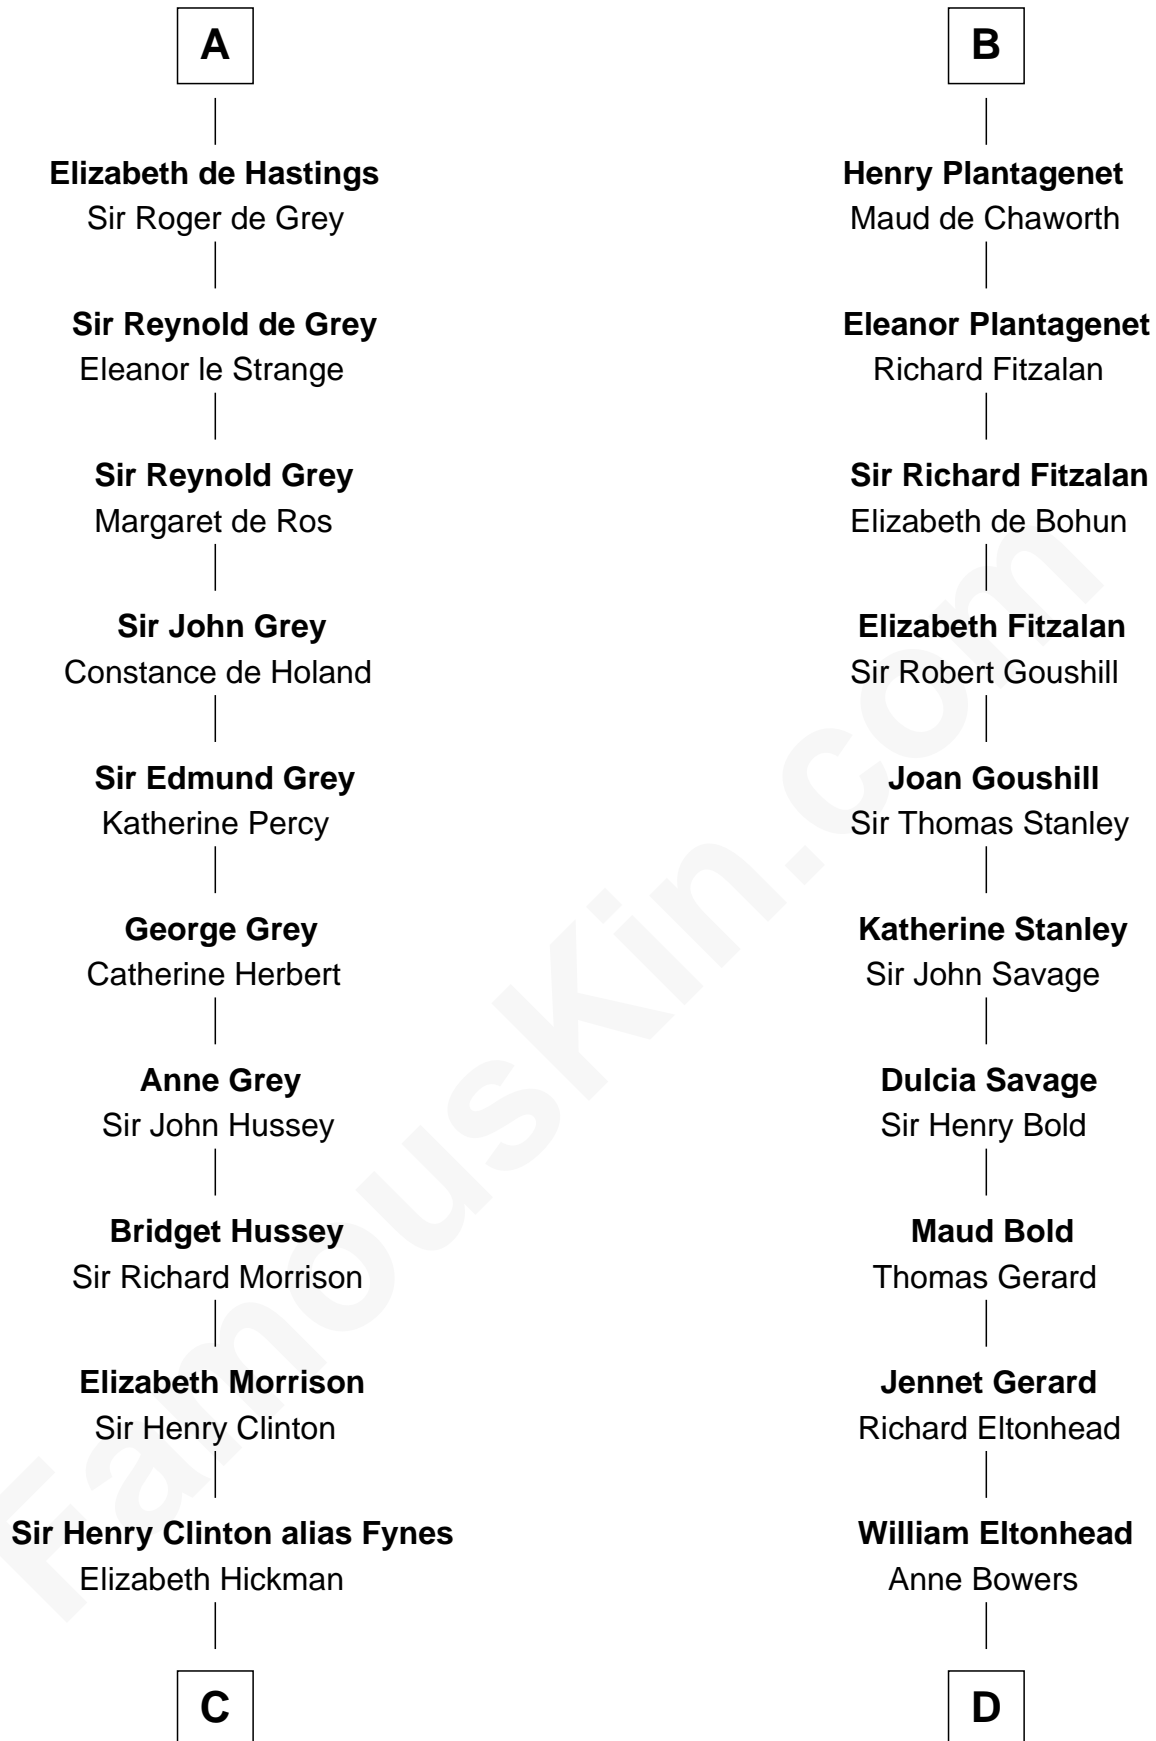 A
Elizabeth de Hastings
Sir Roger de Grey
Sir Reynold de Grey
Eleanor le Strange
Sir Reynold Grey
Margaret de Ros
Sir John Grey
Constance de Holand
Sir Edmund Grey
Katherine Percy
George Grey
Catherine Herbert
Anne Grey
Sir John Hussey
Bridget Hussey
Sir Richard Morrison
Elizabeth Morrison
Sir Henry Clinton
Sir Henry Clinton alias Fynes
Elizabeth Hickman
C
B
Henry Plantagenet
Maud de Chaworth
Eleanor Plantagenet
Richard Fitzalan
Sir Richard Fitzalan
Elizabeth de Bohun
Elizabeth Fitzalan
Sir Robert Goushill
Joan Goushill
Sir Thomas Stanley
Katherine Stanley
Sir John Savage
Dulcia Savage
Sir Henry Bold
Maud Bold
Thomas Gerard
Jennet Gerard
Richard Eltonhead
William Eltonhead
Anne Bowers
D
FamousKin.com